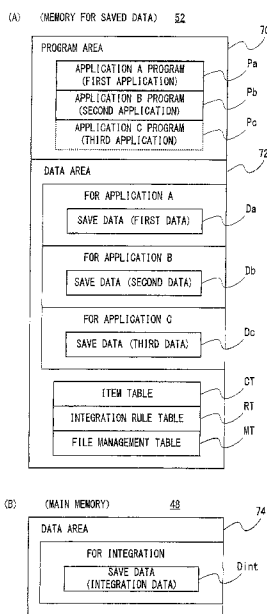 (A) (MEMORY FOR SAVED DATA) 52
70
PROGRAM AREA
APPLICATION A PROGRAM
(FIRST APPLICATION)
Pa
APPLICATION B PROGRAM
(SECOND APPLICATION)
Pb
APPLICATION C PROGRAM
(THIRD APPLICATION)
Pc
72
DATA AREA
FOR APPLICATION A
SAVE DATA (FIRST DATA)
Da
FOR APPLICATION B
SAVE DATA (SECOND DATA)
Db
FOR APPLICATION C
SAVE DATA (THIRD DATA)
Dc
ITEM TABLE
CT
INTEGRATION RULE TABLE
RT
FILE MANAGEMENT TABLE
MT
(B) (MAIN MEMORY) 48
74
DATA AREA
FOR INTEGRATION
SAVE DATA
(INTEGRATION DATA)
Dint